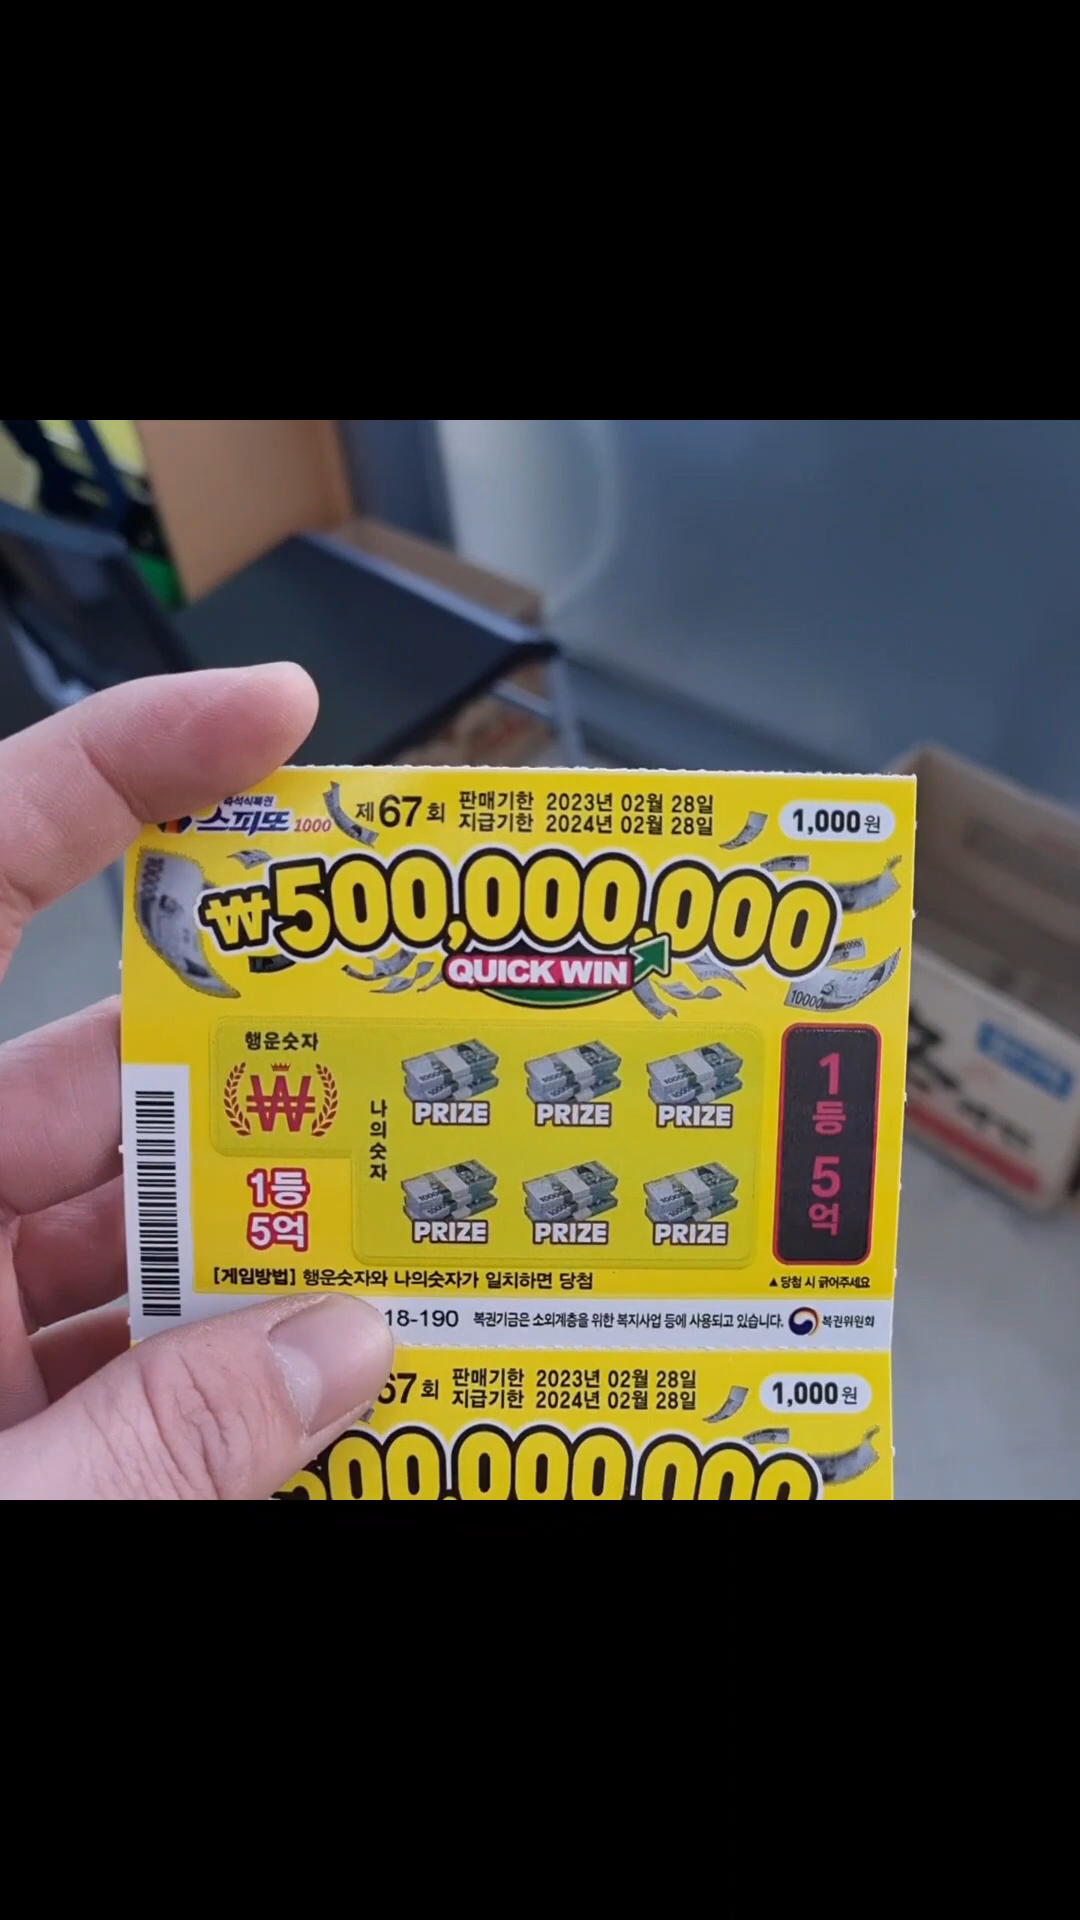 스피또 1000
제67회
판매기한 2023년 02월 28일
지급기한 2024년 02월 28일
1,000원
₩500,000,000
QUICK WIN
행운숫자
₩
나의숫자
PRIZE PRIZE PRIZE
PRIZE PRIZE PRIZE
1등
5억
1등 5억
[게임방법] 행운숫자와 나의숫자가 일치하면 당첨
▲당첨 시 긁어주세요
18-190 복권기금은 소외계층을 위한 복지사업 등에 사용되고 있습니다. 복권위원회
67회
판매기한 2023년 02월 28일
지급기한 2024년 02월 28일
1,000원
500,000,000